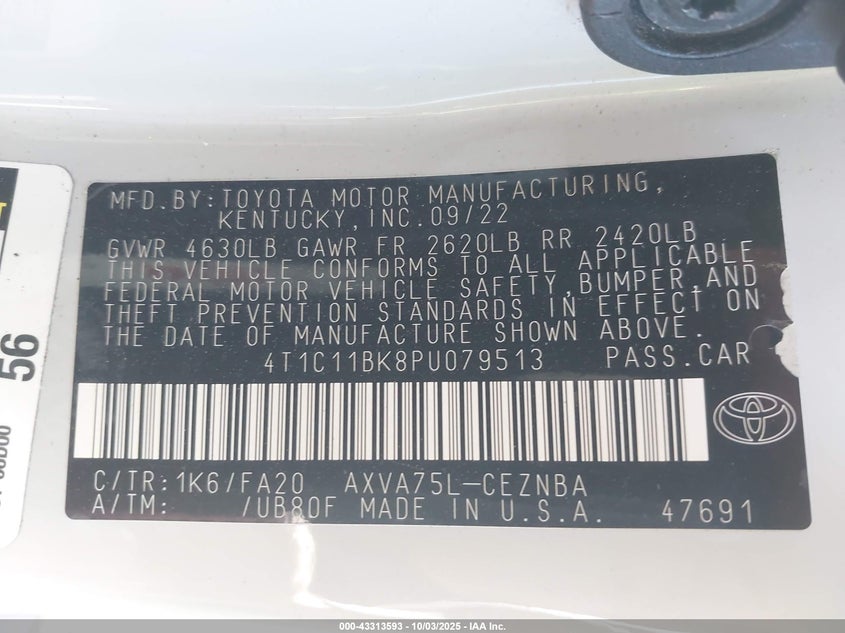 MFD.BY:TOYOTA MOTOR MANUFACTURING,
KENTUCKY,INC.09/22
GVWR 4630LB GAWR FR 2620LB RR 2420LB
THIS VEHICLE CONFORMS TO ALL APPLICABLE
FEDERAL MOTOR VEHICLE SAFETY,BUMPER,AND
THEFT PREVENTION STANDARDS IN EFFECT ON
THE DATE OF MANUFACTURE SHOWN ABOVE.
4T1C11BK8PU079513 PASS.CAR
C/TR:1K6/FA20 AXVA75L-CEZNBA
A/TM: /UB80F MADE IN U.S.A. 47691
56
000-43313593 - 10/03/2025 - IAA Inc.